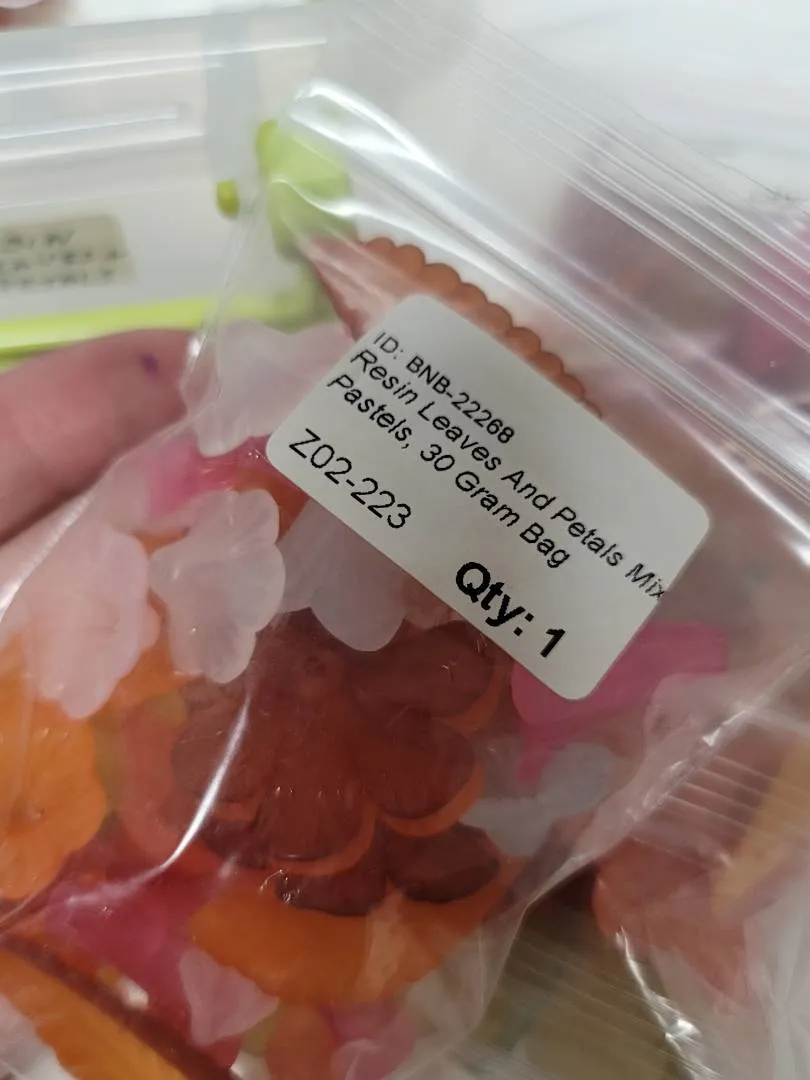 ID: BNB-22268
Resin Leaves And Petals Mix
Pastels, 30 Gram Bag
Z02-223
Qty: 1